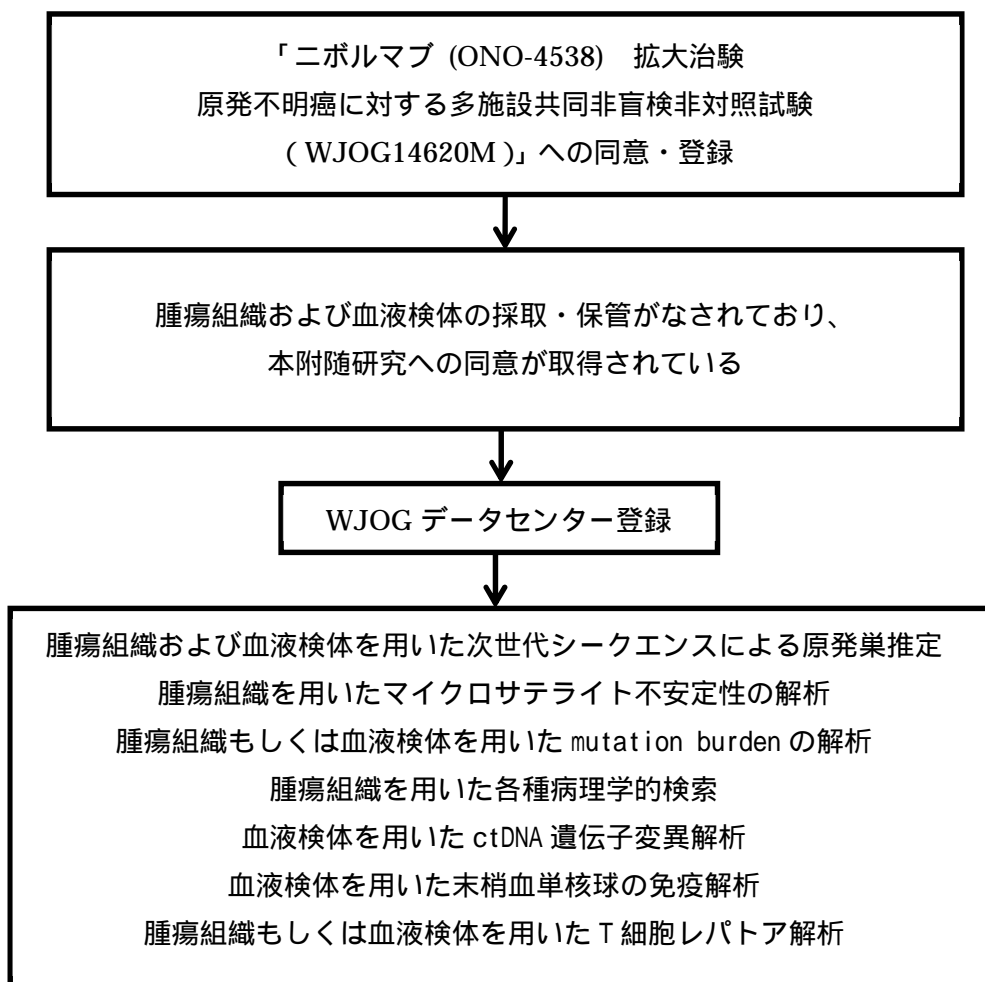 「ニボルマブ (ONO-4538)　拡大治験
原発不明癌に対する多施設共同非盲検非対照試験
( WJOG14620M )」への同意・登録
腫瘍組織および血液検体の採取・保管がなされており、
本附随研究への同意が取得されている
WJOG データセンター登録
腫瘍組織および血液検体を用いた次世代シークエンスによる原発巣推定
腫瘍組織を用いたマイクロサテライト不安定性の解析
腫瘍組織もしくは血液検体を用いた mutation burden の解析
腫瘍組織を用いた各種病理学的検索
血液検体を用いた ctDNA 遺伝子変異解析
血液検体を用いた末梢血単核球の免疫解析
腫瘍組織もしくは血液検体を用いた T 細胞レパトア解析